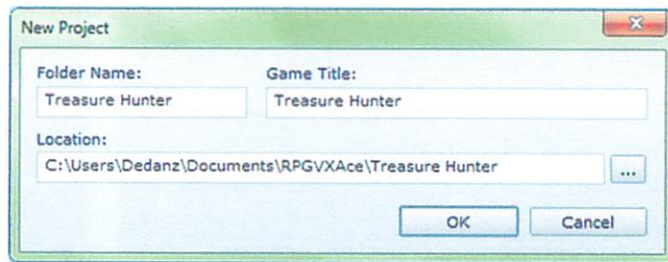 New Project
Folder Name: Game Title:
Treasure Hunter Treasure Hunter
Location:
C:\Users\Dedanz\Documents\RPGVXAce\Treasure Hunter ...
OK Cancel